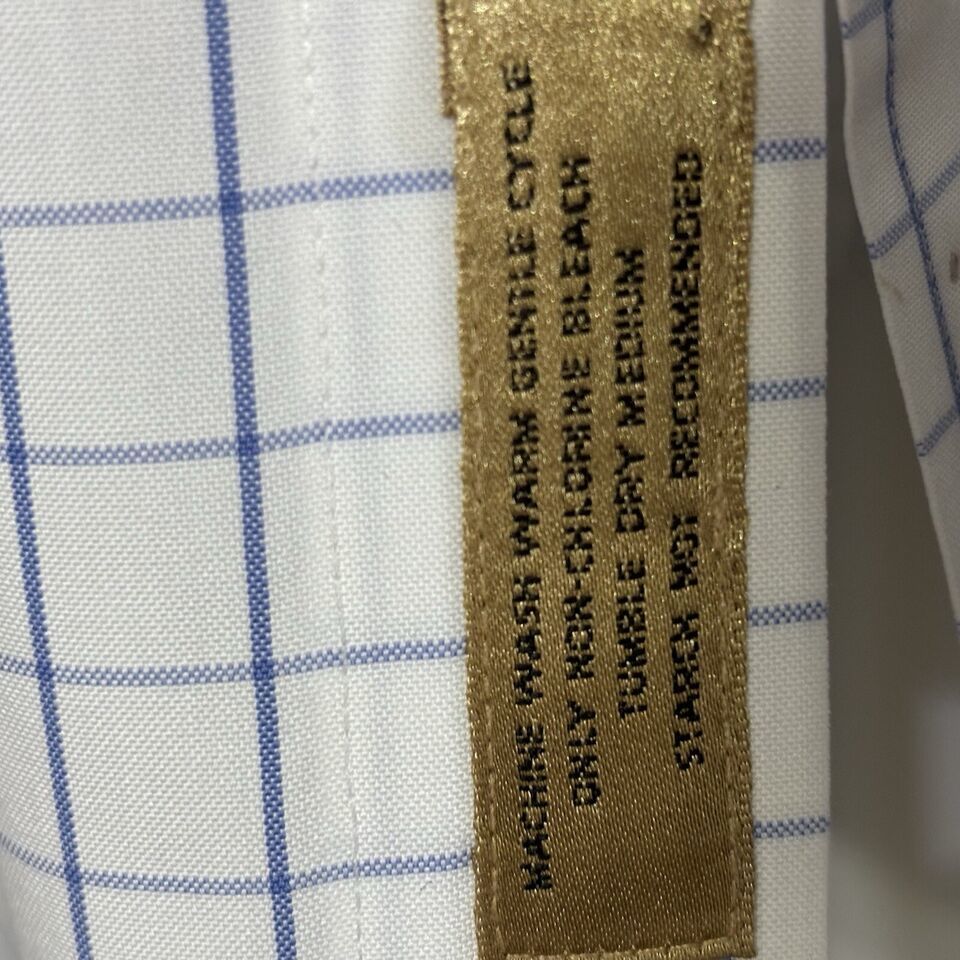 MACHINE WASH WARM GENTLE CYCLE
ONLY NON-CHLORINE BLEACH
TUMBLE DRY MEDIUM
STARCH NOT RECOMMENDED